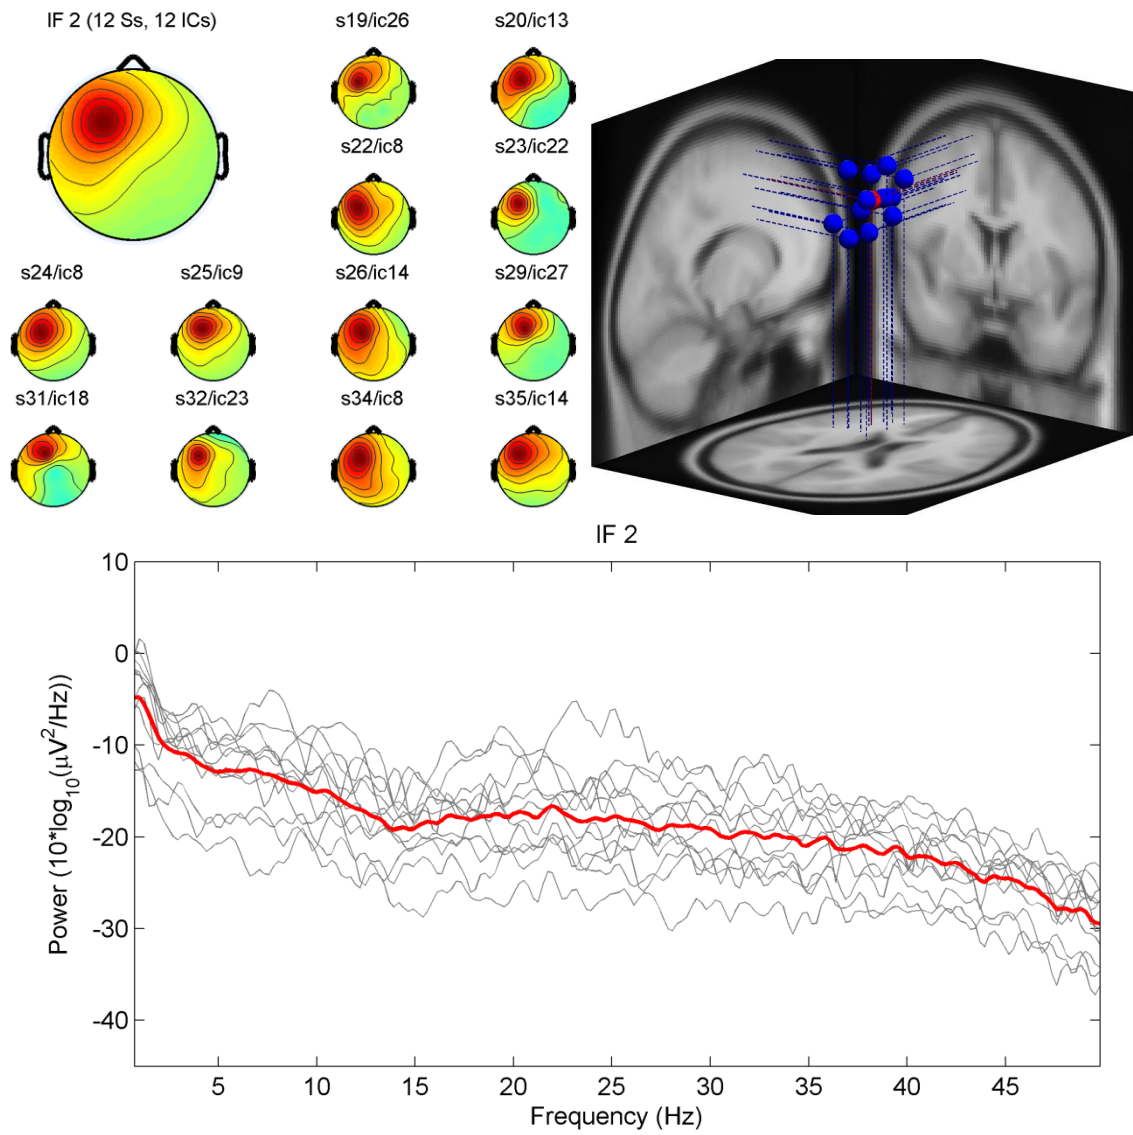 IF 2 (12 Ss, 12 ICs)
s19/ic26
s20/ic13
s22/ic8
s23/ic22
s24/ic8
s25/ic9
s26/ic14
s29/ic27
s31/ic18
s32/ic23
s34/ic8
s35/ic14
IF 2
10
0
-10
-20
-30
-40
Power (10*log₁₀(µV²/Hz))
5
10
15
20
25
30
35
40
45
Frequency (Hz)